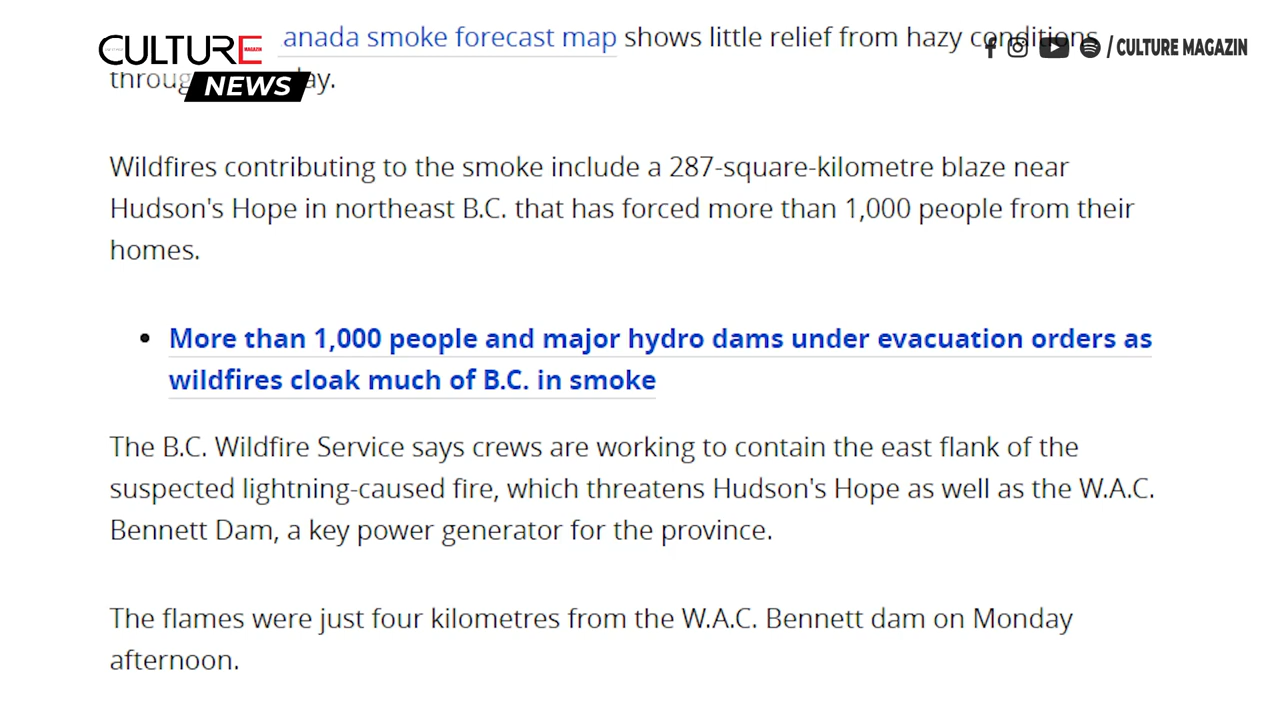 CULTURE
MAGAZIN
NEWS
anada smoke forecast map shows little relief from hazy conditions
/ CULTURE MAGAZIN
throug ay.
Wildfires contributing to the smoke include a 287-square-kilometre blaze near
Hudson's Hope in northeast B.C. that has forced more than 1,000 people from their
homes.
• More than 1,000 people and major hydro dams under evacuation orders as
wildfires cloak much of B.C. in smoke
The B.C. Wildfire Service says crews are working to contain the east flank of the
suspected lightning-caused fire, which threatens Hudson's Hope as well as the W.A.C.
Bennett Dam, a key power generator for the province.
The flames were just four kilometres from the W.A.C. Bennett dam on Monday
afternoon.